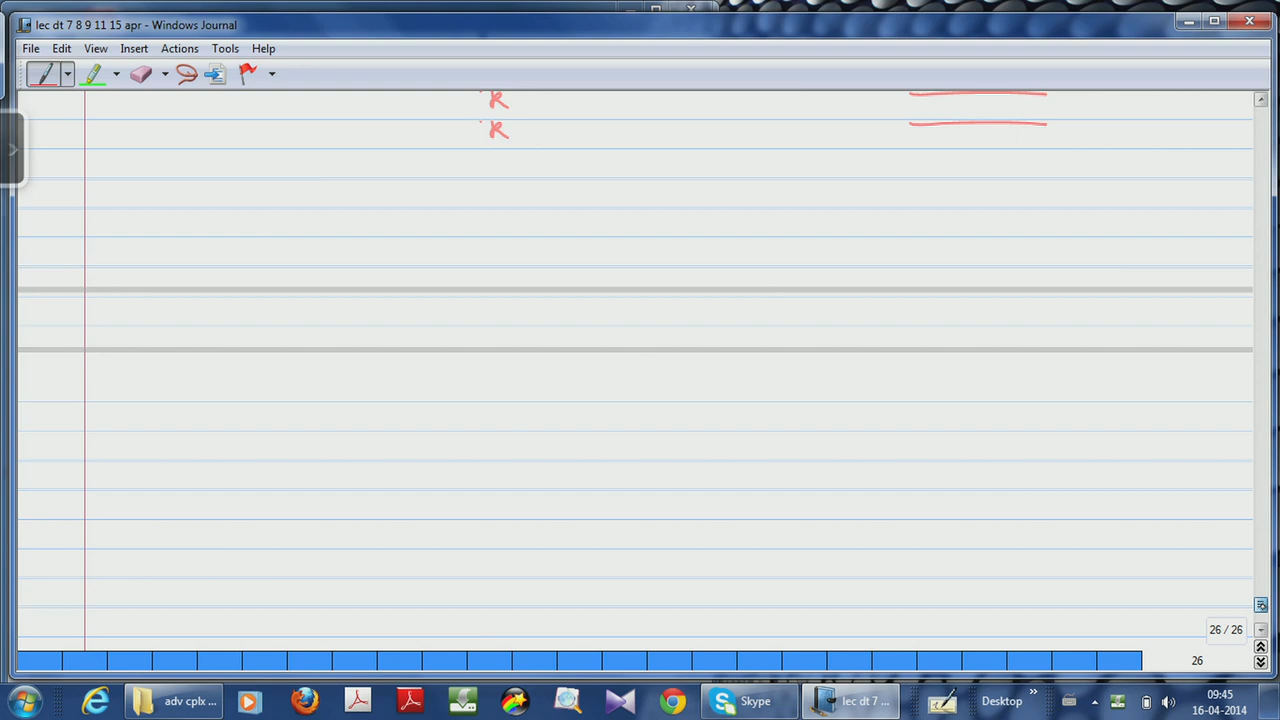 lec dt 7 8 9 11 15 apr - Windows Journal
File Edit View Insert Actions Tools Help
R
R
26 / 26
26
adv cplx ...
Skype
lec dt 7 ...
Desktop
09:45
16-04-2014